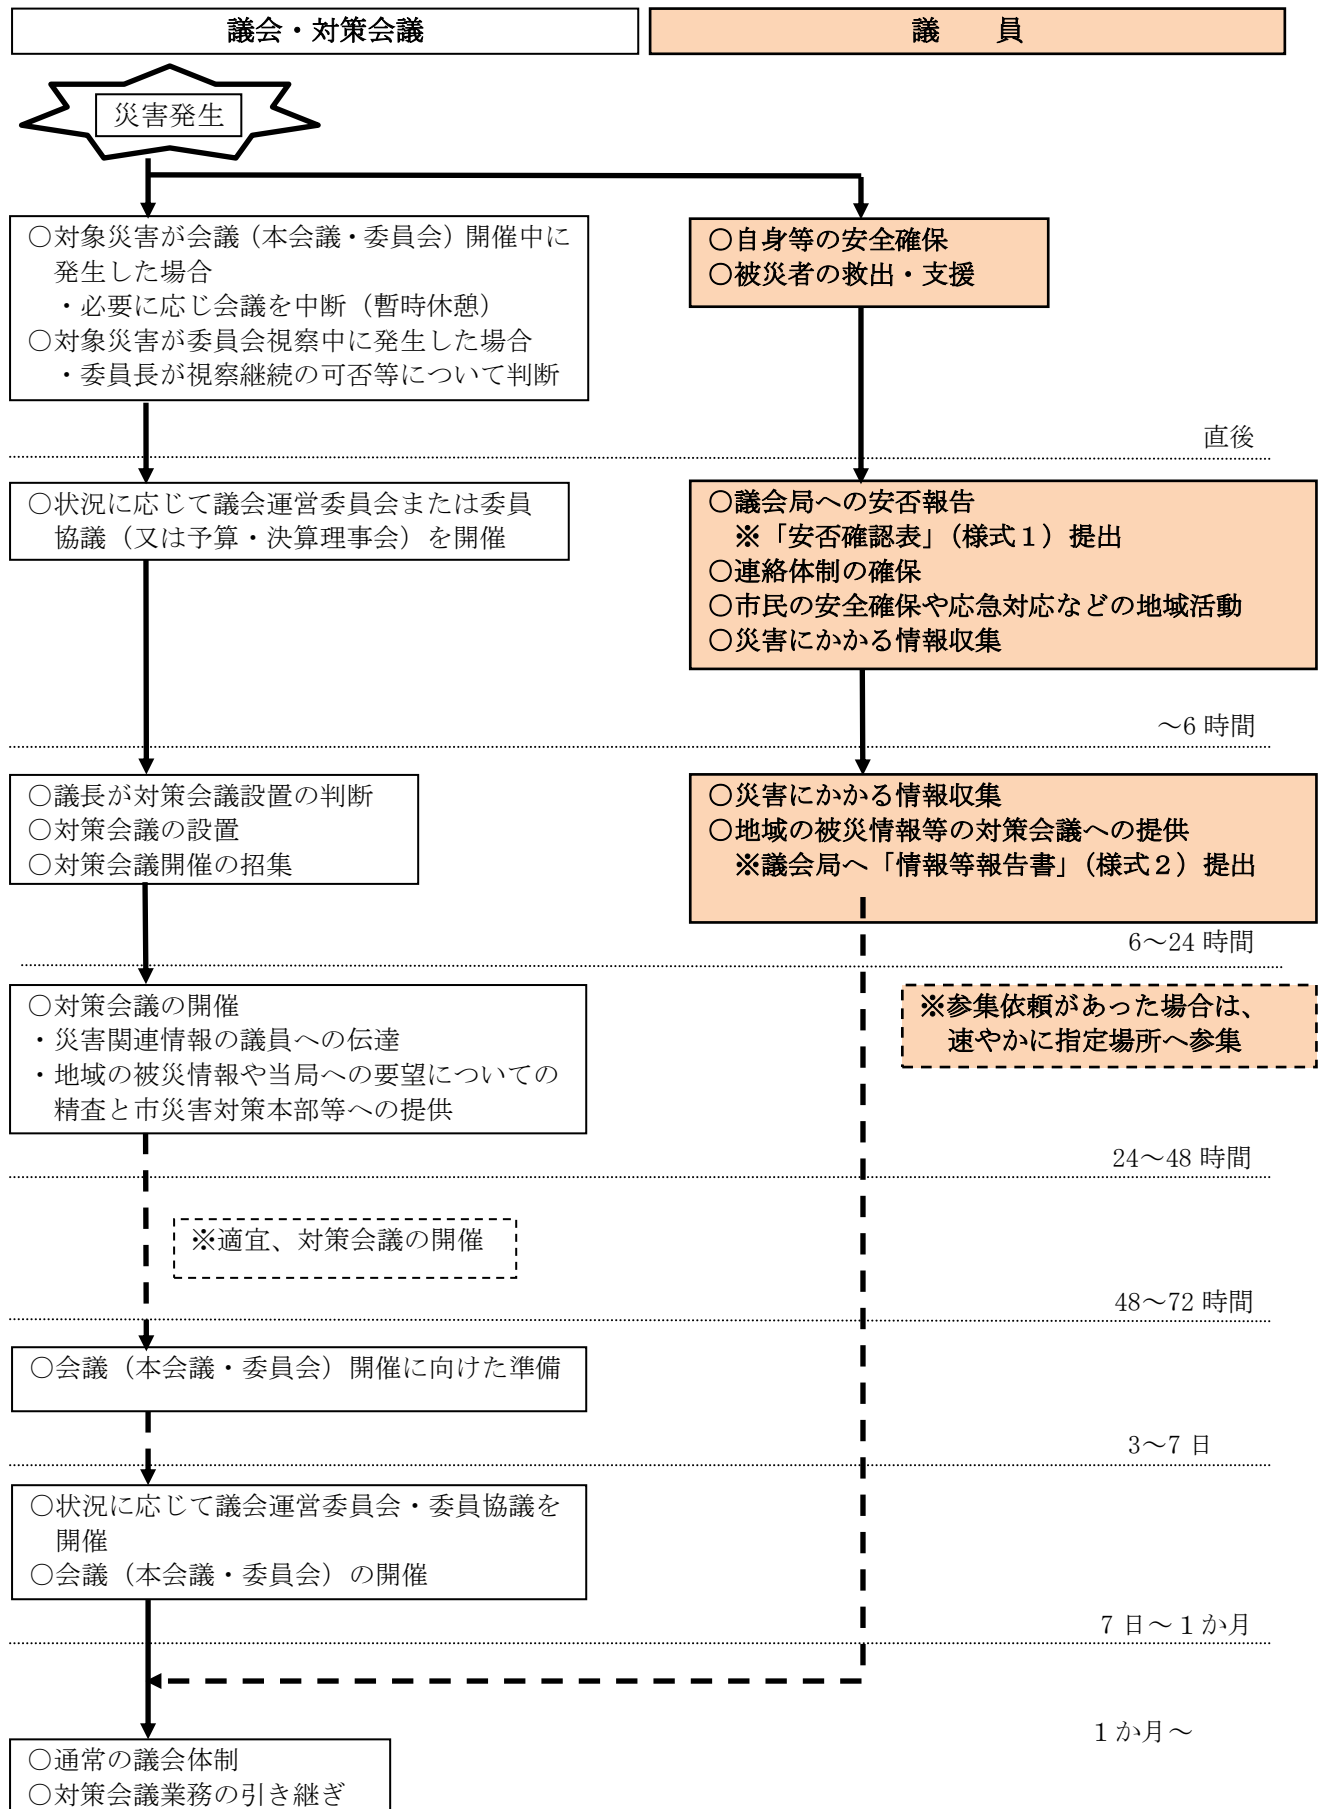 議会・対策会議
議　　員
災害発生
○対象災害が会議（本会議・委員会）開催中に
発生した場合
・必要に応じ会議を中断（暫時休憩）
○対象災害が委員会視察中に発生した場合
・委員長が視察継続の可否等について判断
○自身等の安全確保
○被災者の救出・支援
直後
○状況に応じて議会運営委員会または委員
協議（又は予算・決算理事会）を開催
○議会局への安否報告
※「安否確認表」（様式１）提出
○連絡体制の確保
○市民の安全確保や応急対応などの地域活動
○災害にかかる情報収集
～6 時間
○議長が対策会議設置の判断
○対策会議の設置
○対策会議開催の招集
○災害にかかる情報収集
○地域の被災情報等の対策会議への提供
※議会局へ「情報等報告書」（様式２）提出
6～24 時間
○対策会議の開催
・災害関連情報の議員への伝達
・地域の被災情報や当局への要望についての
精査と市災害対策本部等への提供
※参集依頼があった場合は、
速やかに指定場所へ参集
24～48 時間
※適宜、対策会議の開催
48～72 時間
○会議（本会議・委員会）開催に向けた準備
3～7 日
○状況に応じて議会運営委員会・委員協議を
開催
○会議（本会議・委員会）の開催
7 日～１か月
１か月～
○通常の議会体制
○対策会議業務の引き継ぎ